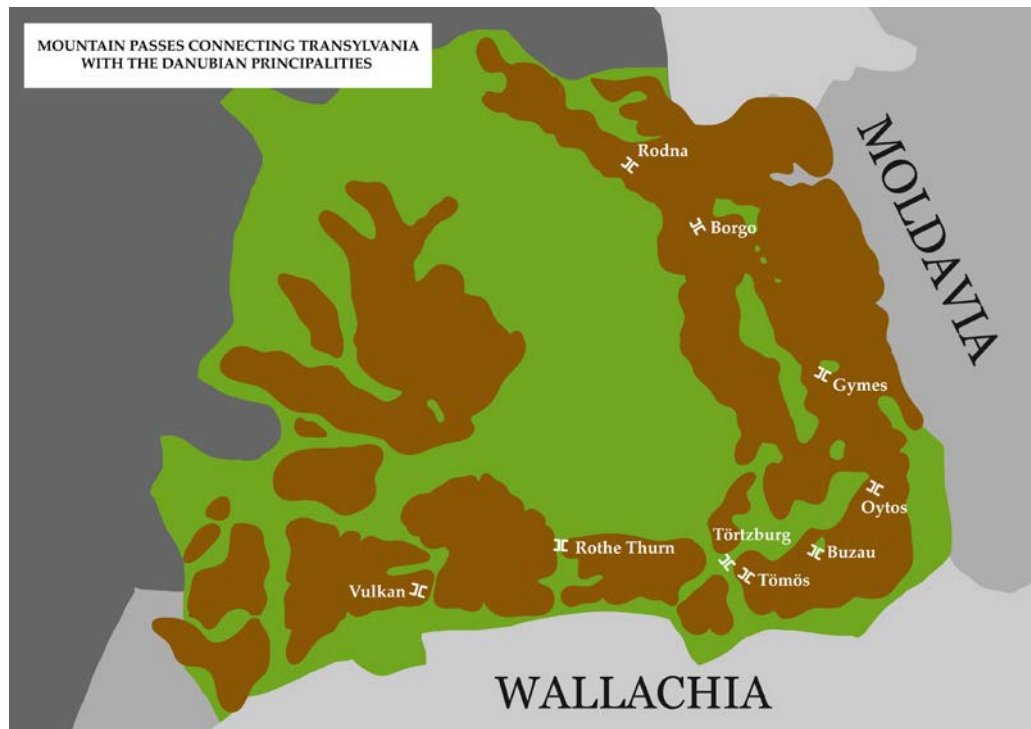 MOUNTAIN PASSES CONNECTING TRANSYLVANIA
WITH THE DANUBIAN PRINCIPALITIES
MOLDAVIA
Rodna
Borgo
Gymes
Oytos
Törtzburg
Buzau
Rothe Thurn
Tömös
Vulkan
WALLACHIA